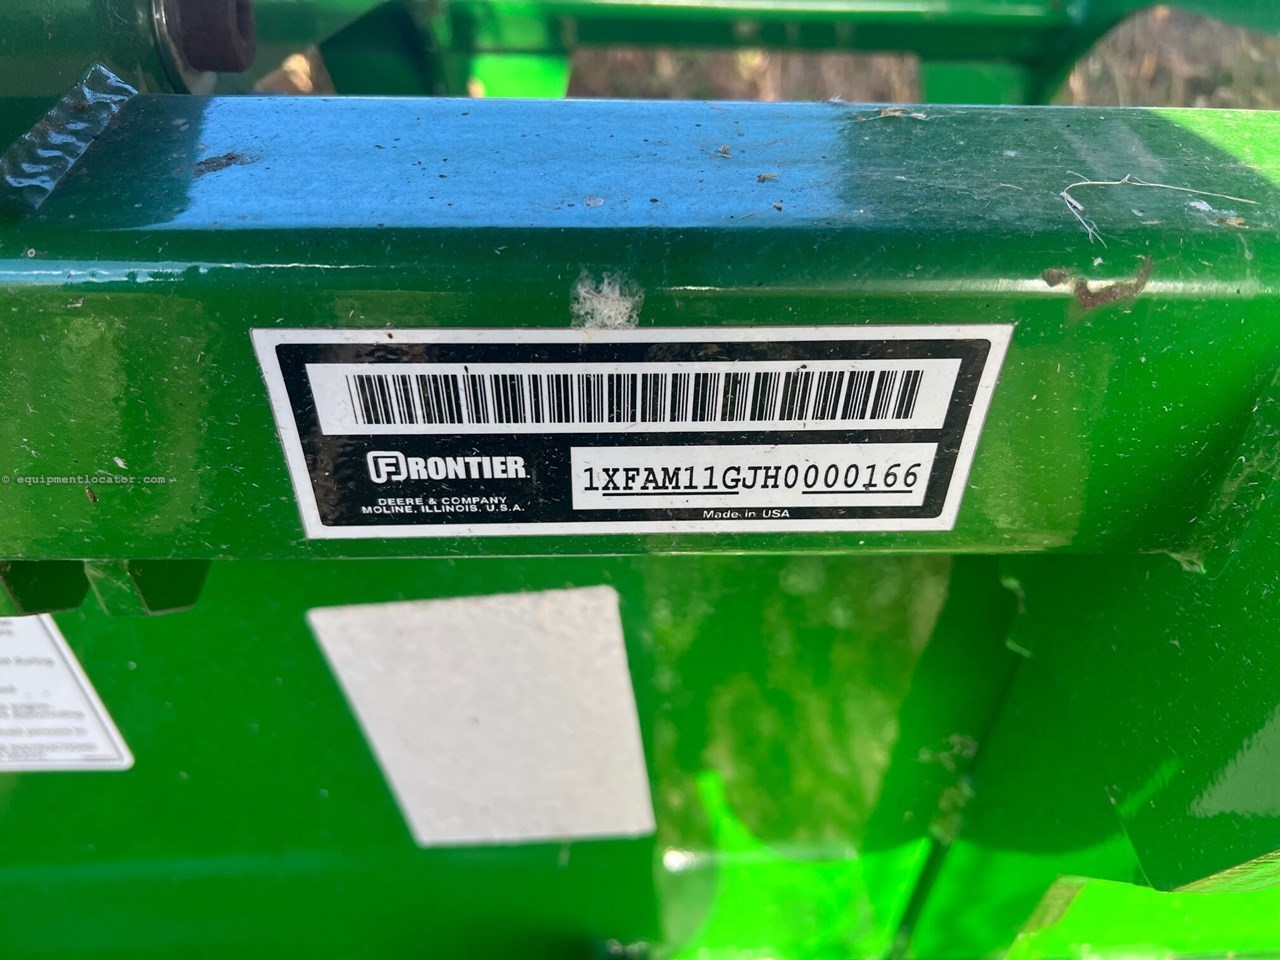 FRONTIER
1XFAM11GJH0000166
DEERE & COMPANY
MOLINE, ILLINOIS, U.S.A.
Made in USA
© equipmentlocator.com